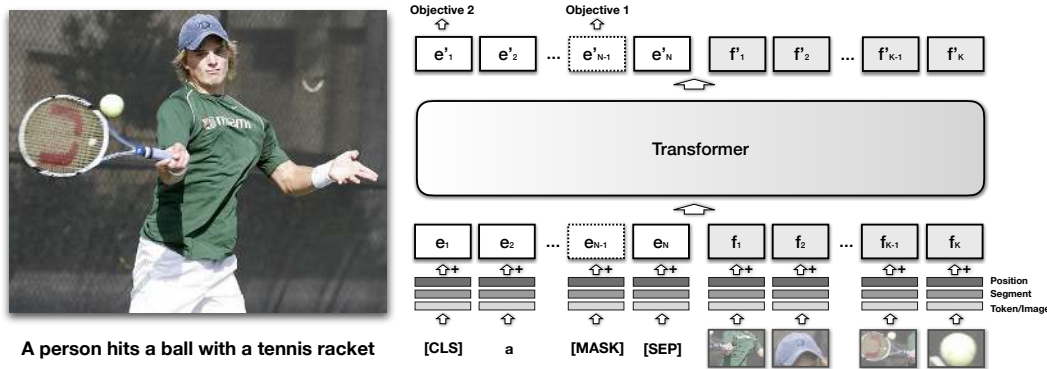 Objective 2 Objective 1
e'1 e'2 ... e'N-1 e'N f'1 f'2 ... f'K-1 f'K
Transformer
e1 e2 ... eN-1 eN f1 f2 ... fK-1 fK
+ + + + + + + +
Position
Segment
Token/Image
[CLS] a [MASK] [SEP]
A person hits a ball with a tennis racket